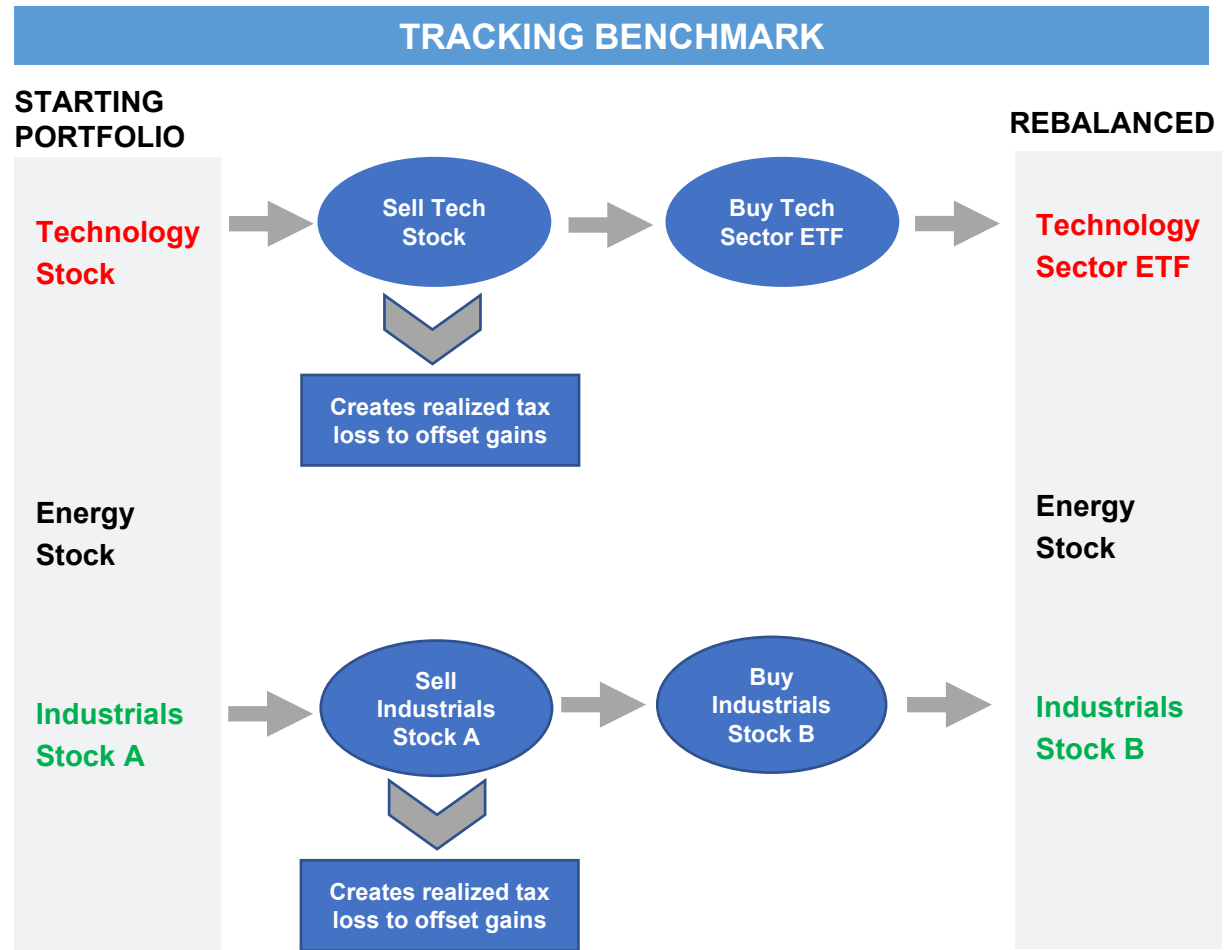 TRACKING BENCHMARK
STARTING
PORTFOLIO
REBALANCED
Technology
Stock
Sell Tech
Stock
Buy Tech
Sector ETF
Technology
Sector ETF
Creates realized tax
loss to offset gains
Energy
Stock
Energy
Stock
Industrials
Stock A
Sell
Industrials
Stock A
Buy
Industrials
Stock B
Industrials
Stock B
Creates realized tax
loss to offset gains